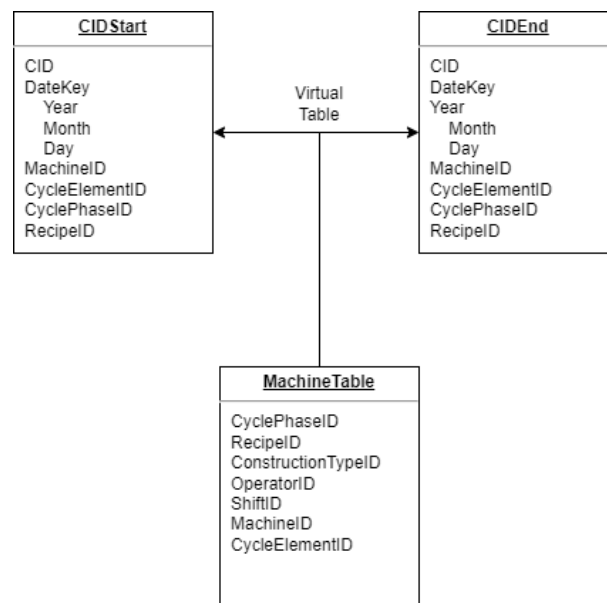 CIDStart
CID
DateKey
Year
Month
Day
MachineID
CycleElementID
CyclePhaseID
RecipeID
Virtual
Table
CIDEnd
CID
DateKey
Year
Month
Day
MachineID
CycleElementID
CyclePhaseID
RecipeID
MachineTable
CyclePhaseID
RecipeID
ConstructionTypeID
OperatorID
ShiftID
MachineID
CycleElementID